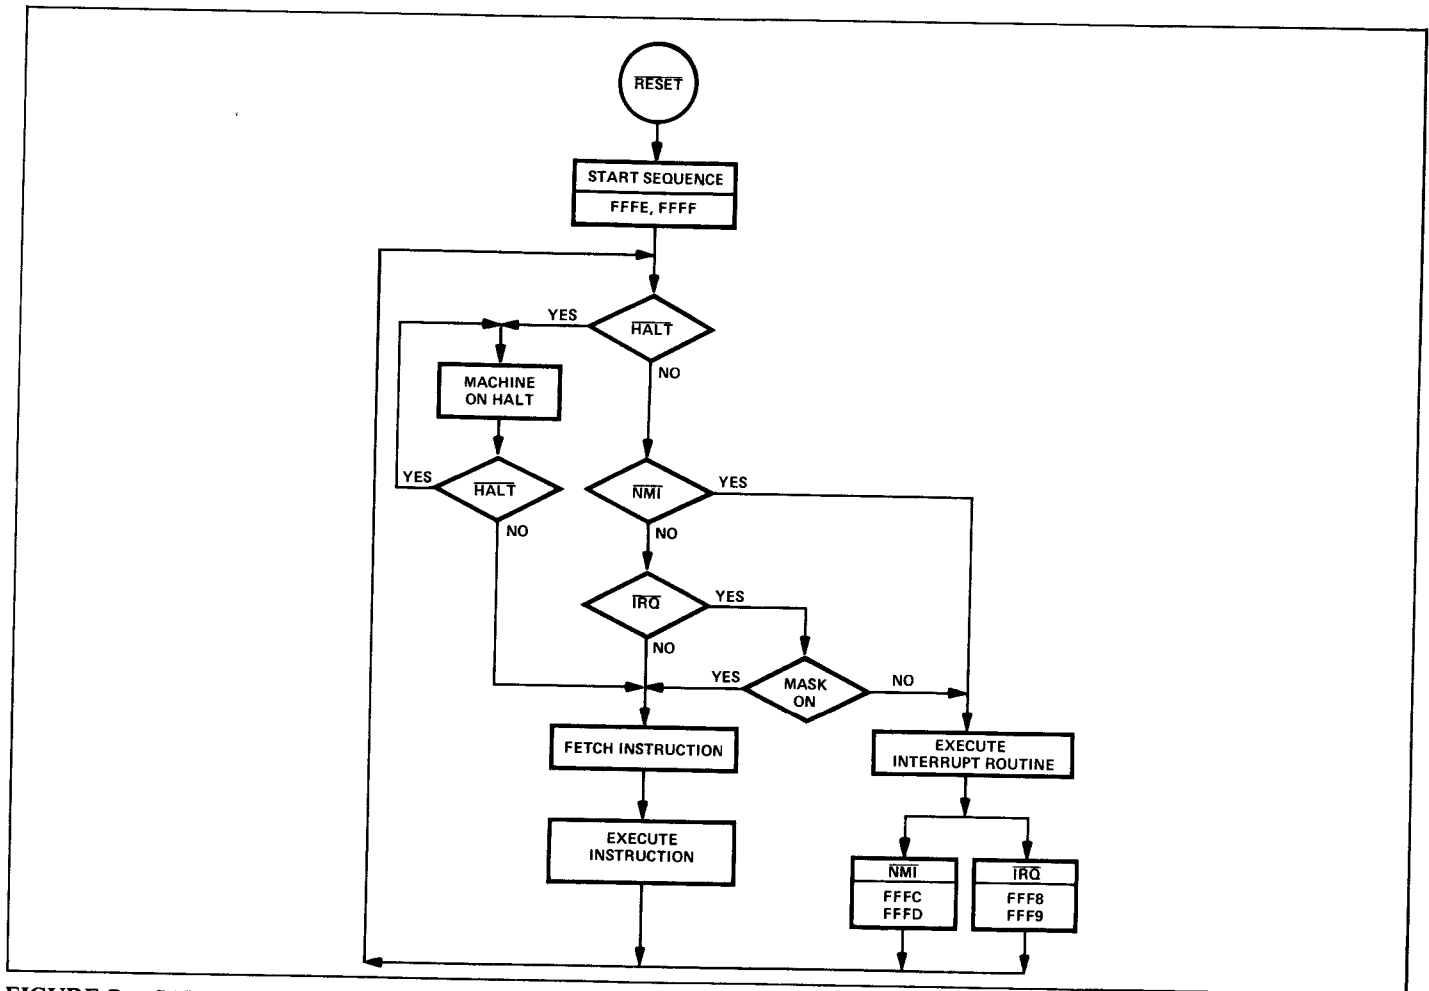 RESET
START SEQUENCE
FFFE, FFFF
YES
HALT
NO
MACHINE
ON HALT
YES
HALT
NO
NMI
YES
NO
IRQ
YES
NO
YES
MASK
ON
NO
FETCH INSTRUCTION
EXECUTE
INTERRUPT ROUTINE
EXECUTE
INSTRUCTION
NMI
FFFC
FFFD
IRQ
FFF8
FFF9